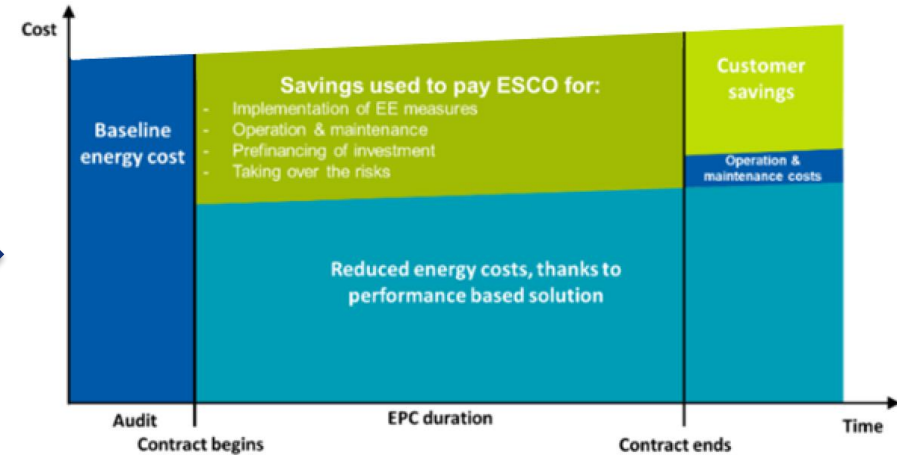 Cost
Savings used to pay ESCO for:
- Implementation of EE measures
- Operation & maintenance
- Prefinancing of investment
- Taking over the risks
Customer
savings
Baseline
energy cost
Operation &
maintenance costs
Reduced energy costs, thanks to
performance based solution
Audit
EPC duration
Time
Contract begins
Contract ends